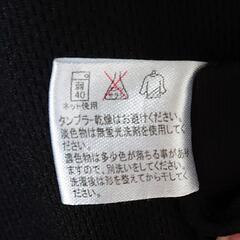 弱
40
ネット使用
タンブラー乾燥はお避けください。
淡色物は無蛍光洗剤を使用して
ください。
濃色物は多少色が落ちる事があ
りますので、別洗いしてください。
洗濯後は形を整えてから干して
ください。